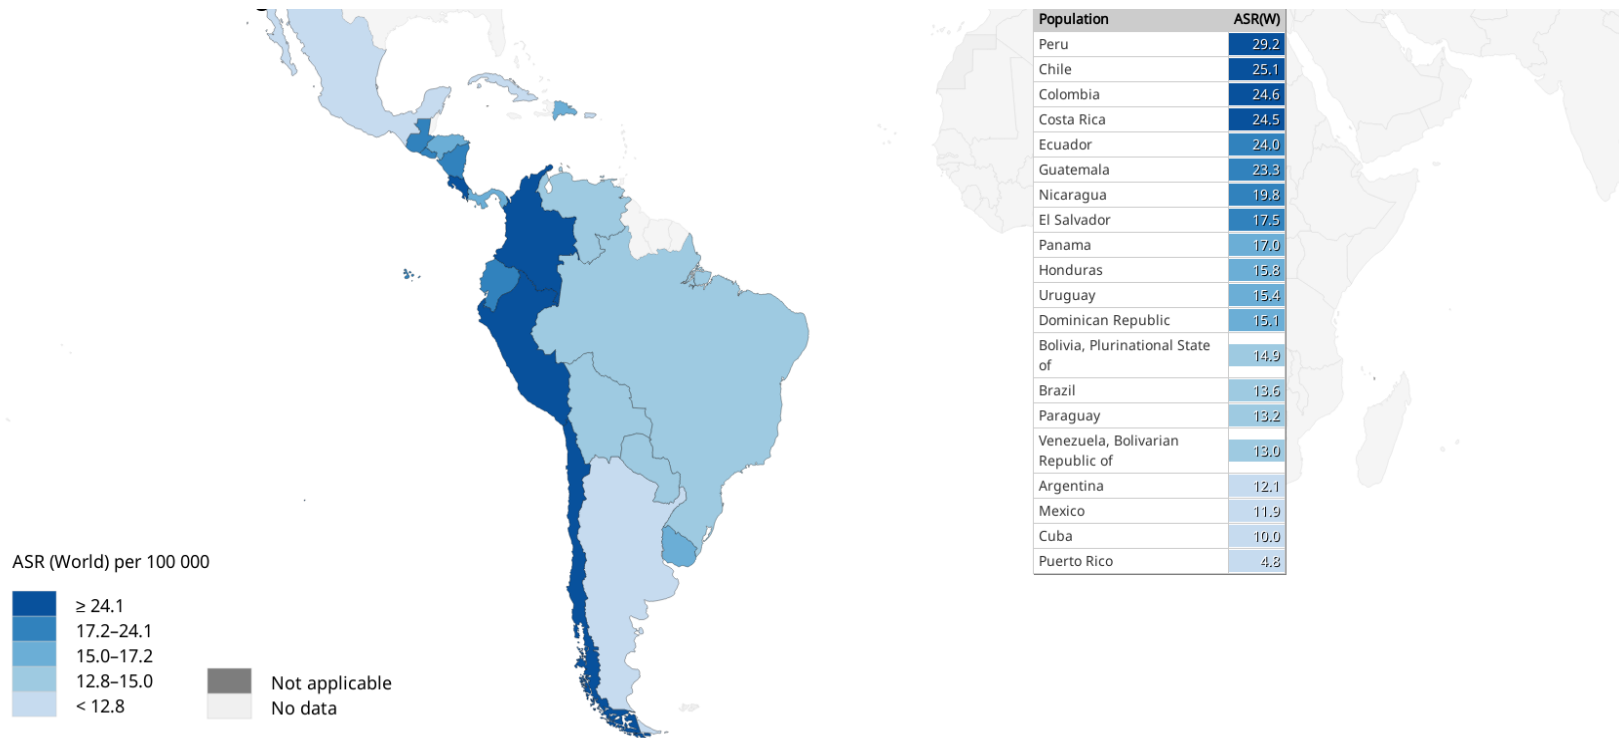 Population ASR(W)
Peru 29.2
Chile 25.1
Colombia 24.6
Costa Rica 24.5
Ecuador 24.0
Guatemala 23.3
Nicaragua 19.8
El Salvador 17.5
Panama 17.0
Honduras 15.8
Uruguay 15.4
Dominican Republic 15.1
Bolivia, Plurinational State
of 14.9
Brazil 13.6
Paraguay 13.2
Venezuela, Bolivarian
Republic of 13.0
Argentina 12.1
Mexico 11.9
Cuba 10.0
Puerto Rico 4.8
ASR (World) per 100 000
≥ 24.1
17.2–24.1
15.0–17.2
12.8–15.0
< 12.8
Not applicable
No data